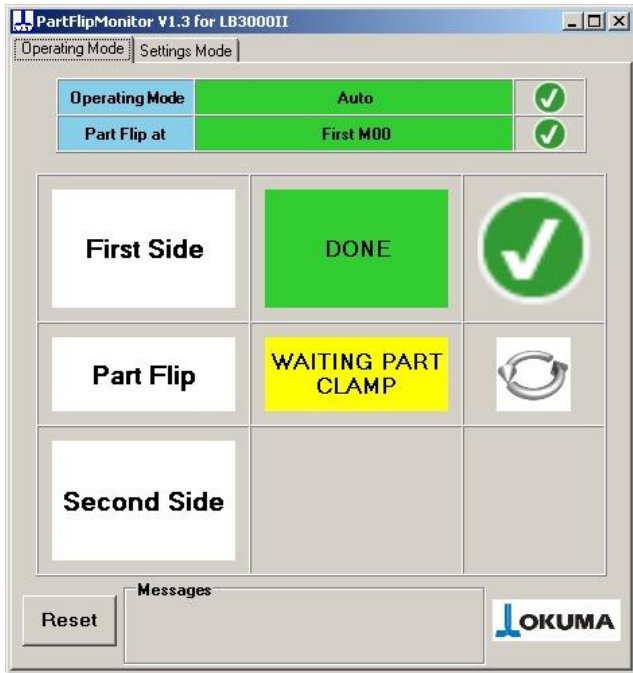 PartFlipMonitor V1.3 for LB3000II
Operating Mode Settings Mode
Operating Mode Auto
Part Flip at First M00
First Side DONE
Part Flip WAITING PART
CLAMP
Second Side
Messages
Reset
OKUMA